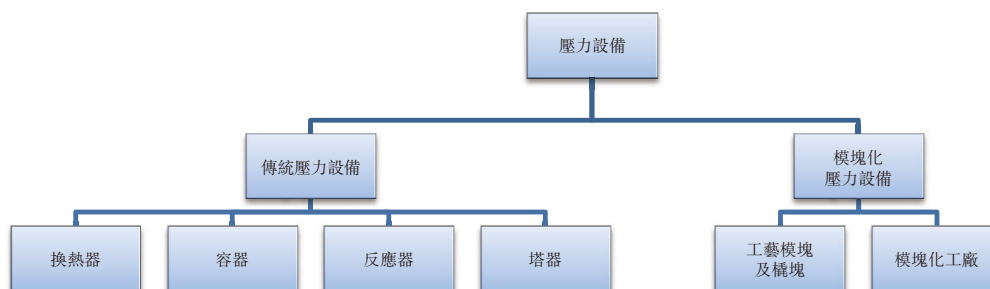 壓力設備
傳統壓力設備
模塊化
壓力設備
換熱器
容器
反應器
塔器
工藝模塊
及橇塊
模塊化工廠